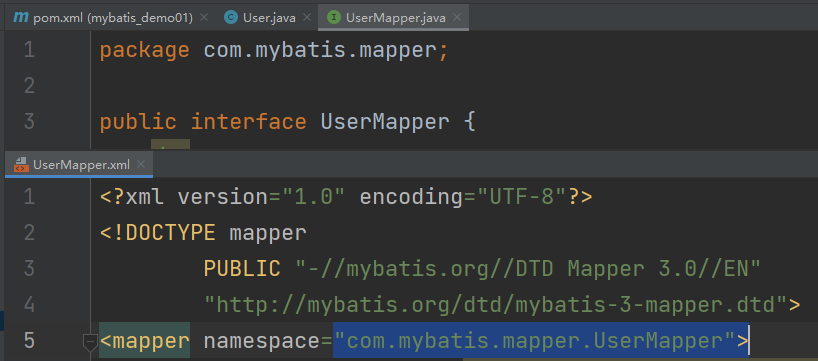 pom.xml (mybatis_demo01) User.java UserMapper.java
1 package com.mybatis.mapper;
2
3 public interface UserMapper {
UserMapper.xml
1 <?xml version="1.0" encoding="UTF-8"?>
2 <!DOCTYPE mapper
3 PUBLIC "-//mybatis.org//DTD Mapper 3.0//EN"
4 "http://mybatis.org/dtd/mybatis-3-mapper.dtd">
5 <mapper namespace="com.mybatis.mapper.UserMapper">